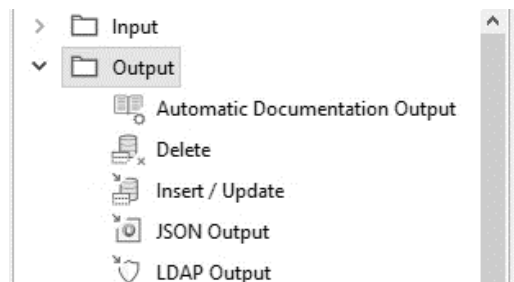 Input
Output
Automatic Documentation Output
Delete
Insert / Update
JSON Output
LDAP Output